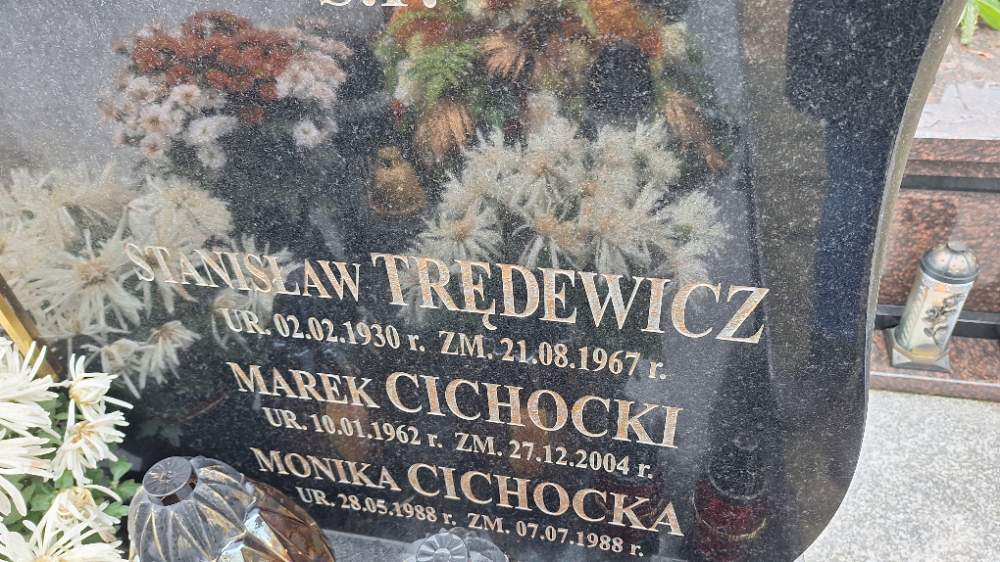 Ś.P.
STANISŁAW TRĘDEWICZ
UR. 02.02.1930 r. ZM. 21.08.1967 r.
MAREK CICHOCKI
UR. 10.01.1962 r. ZM. 27.12.2004 r.
MONIKA CICHOCKA
UR. 28.05.1988 r. ZM. 07.07.1988 r.